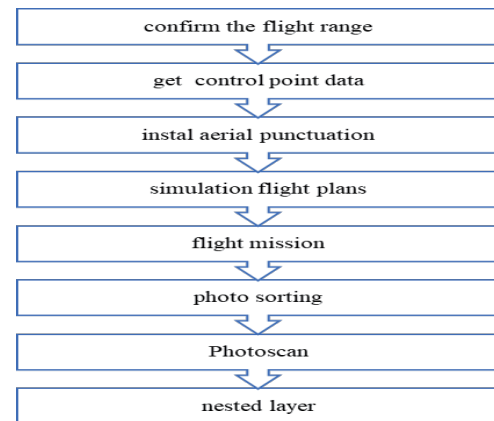 confirm the flight range
get control point data
instal aerial punctuation
simulation flight plans
flight mission
photo sorting
Photoscan
nested layer